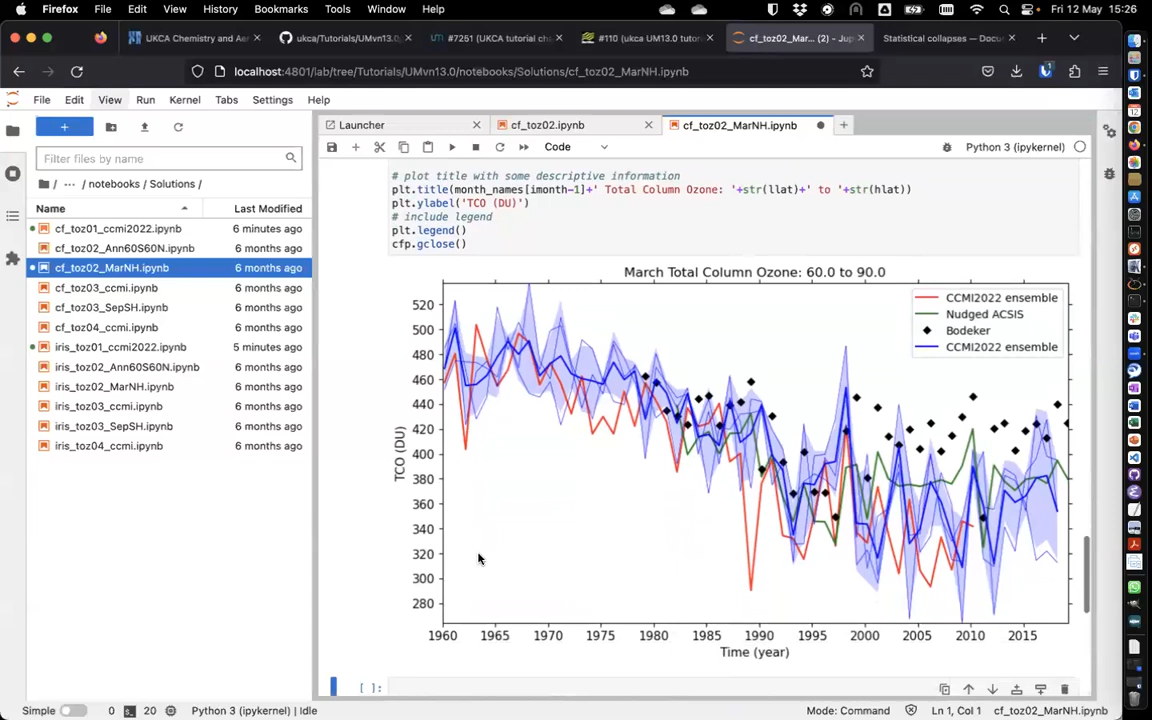 Firefox File Edit View History Bookmarks Tools Window Help Fri 12 May 15:26
UKCA Chemistry and Aer ukca/Tutorials/UMvn13.0/ #7251 (UKCA tutorial ch #110 (ukca UM13.0 tutor cf_toz02_Mar... (2) - Jup Statistical collapses — Docu
localhost:4801/lab/tree/Tutorials/UMvn13.0/notebooks/Solutions/cf_toz02_MarNH.ipynb
File Edit View Run Kernel Tabs Settings Help
Launcher cf_toz02.ipynb cf_toz02_MarNH.ipynb
Code Python 3 (ipykernel)
Filter files by name
/ ··· / notebooks / Solutions /
Name Last Modified
cf_toz01_ccmi2022.ipynb 6 minutes ago
cf_toz02_Ann60S60N.ipynb 6 months ago
cf_toz02_MarNH.ipynb 6 months ago
cf_toz03_ccmi.ipynb 6 months ago
cf_toz03_SepSH.ipynb 6 months ago
cf_toz04_ccmi.ipynb 6 months ago
iris_toz01_ccmi2022.ipynb 5 minutes ago
iris_toz02_Ann60S60N.ipynb 6 months ago
iris_toz02_MarNH.ipynb 6 months ago
iris_toz03_ccmi.ipynb 6 months ago
iris_toz03_SepSH.ipynb 6 months ago
iris_toz04_ccmi.ipynb 6 months ago
# plot title with some descriptive information
plt.title(month_names[imonth-1]+' Total Column Ozone: '+str(llat)+' to '+str(hlat))
plt.ylabel('TCO (DU)')
# include legend
plt.legend()
cfp.gclose()
March Total Column Ozone: 60.0 to 90.0
CCMI2022 ensemble
Nudged ACSIS
Bodeker
CCMI2022 ensemble
520
500
480
460
440
420
400
380
360
340
320
300
280
TCO (DU)
1960 1965 1970 1975 1980 1985 1990 1995 2000 2005 2010 2015
Time (year)
[ ]:
Simple 0 20 Python 3 (ipykernel) | Idle Mode: Command Ln 1, Col 1 cf_toz02_MarNH.ipynb